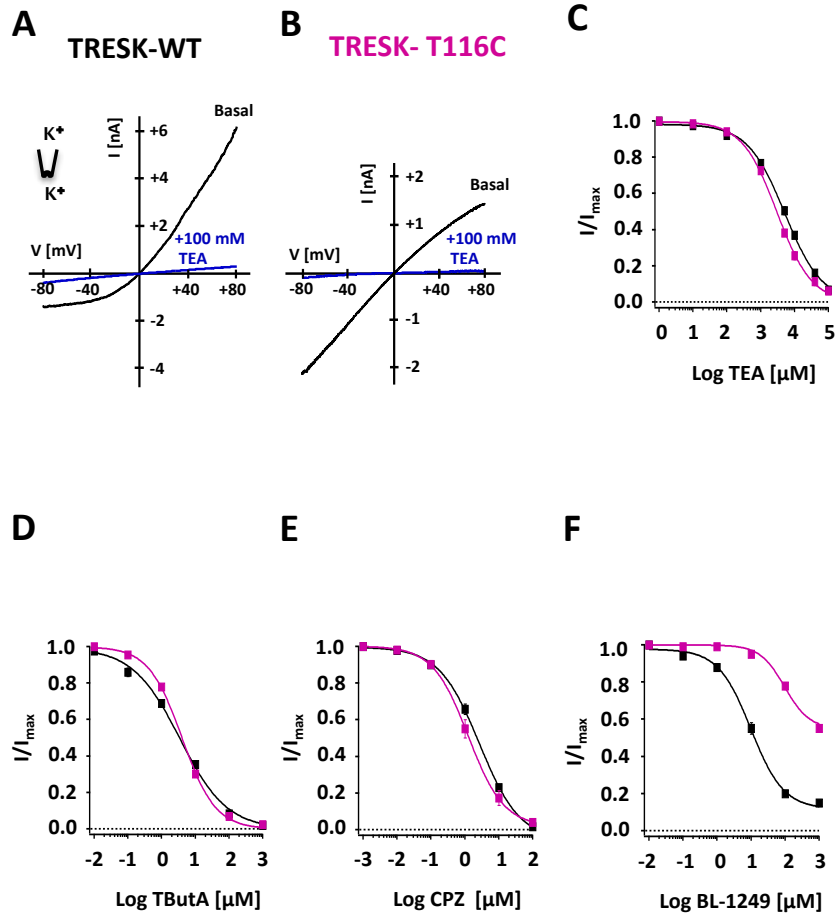 A
TRESK-WT
B
TRESK- T116C
C
K+
K+
I [nA]
+6
+4
+2
-2
-4
Basal
+100 mM
TEA
V [mV]
-80
-40
+40
+80
I [nA]
+2
+1
-1
-2
Basal
+100 mM
TEA
V [mV]
-80
-40
+40
+80
I/Imax
1.0
0.8
0.6
0.4
0.2
0.0
0 1 2 3 4 5
Log TEA [µM]
D
E
F
I/Imax
1.0
0.8
0.6
0.4
0.2
0.0
-2 -1 0 1 2 3
Log TButA [µM]
I/Imax
1.0
0.8
0.6
0.4
0.2
0.0
-3 -2 -1 0 1 2
Log CPZ [µM]
I/Imax
1.0
0.8
0.6
0.4
0.2
0.0
-2 -1 0 1 2 3
Log BL-1249 [µM]